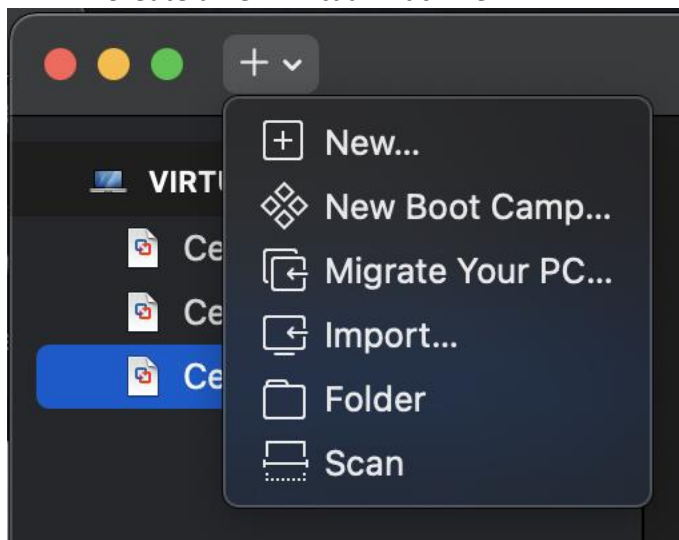 New...
VIRTU
New Boot Camp...
Ce
Migrate Your PC...
Ce
Import...
Ce
Folder
Scan